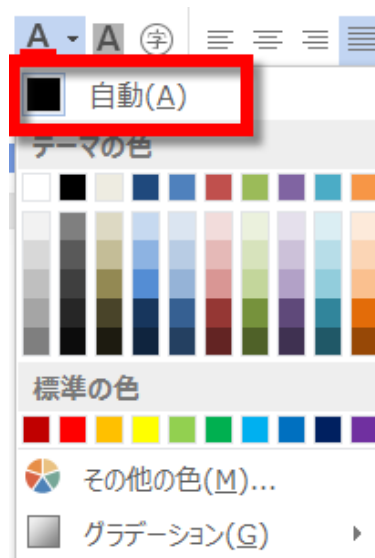 A A 字
自動(A)
テーマの色
標準の色
その他の色(M)...
グラデーション(G)